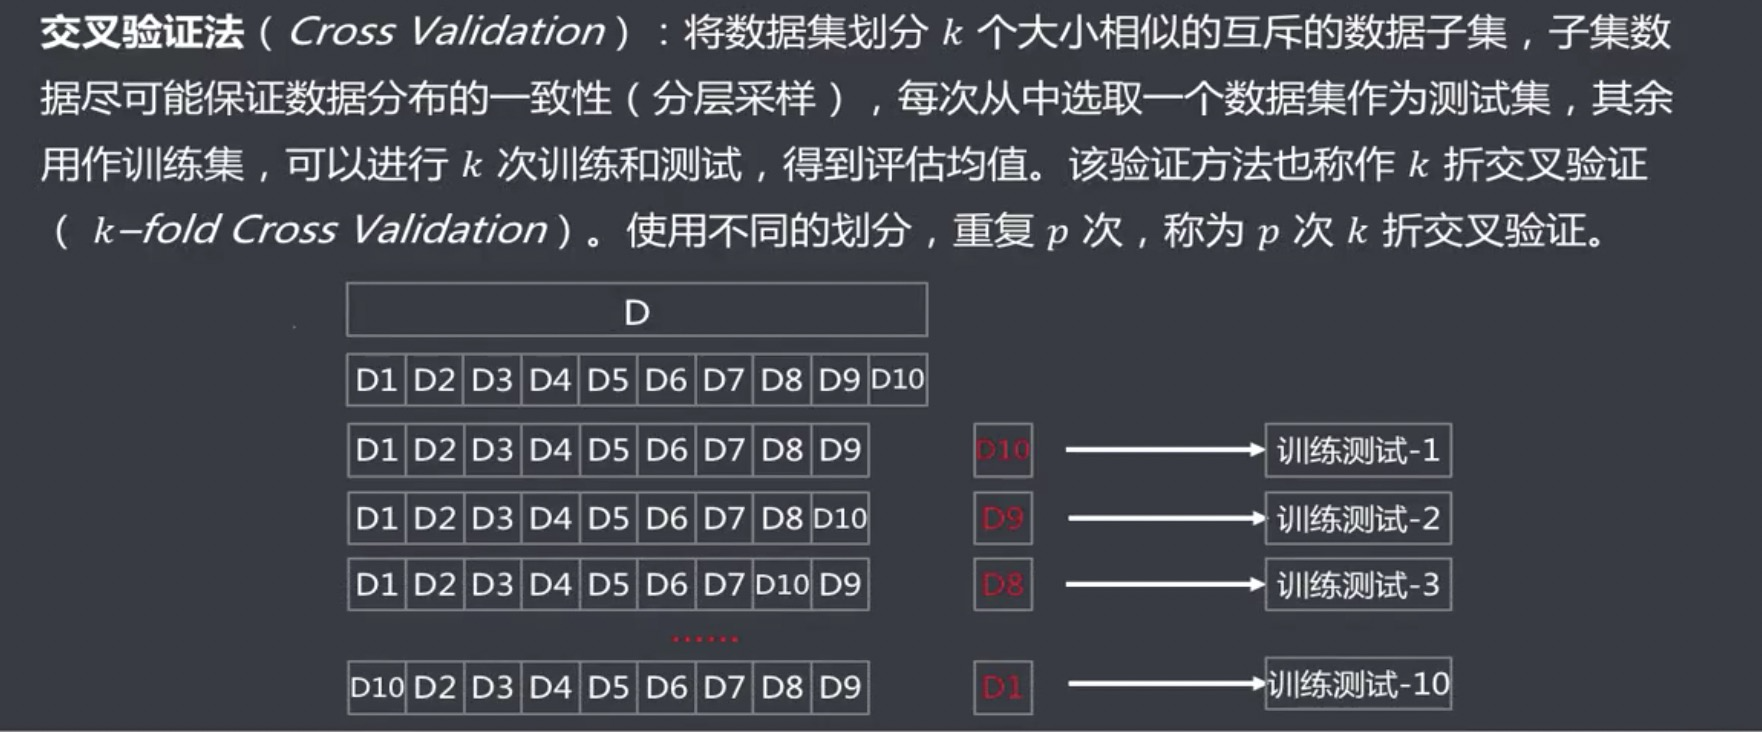 交叉验证法（Cross Validation）：将数据集划分 k 个大小相似的互斥的数据子集，子集数
据尽可能保证数据分布的一致性（分层采样），每次从中选取一个数据集作为测试集，其余
用作训练集，可以进行 k 次训练和测试，得到评估均值。该验证方法也称作 k 折交叉验证
（ k–fold Cross Validation）。使用不同的划分，重复 p 次，称为 p 次 k 折交叉验证。
D
D1 D2 D3 D4 D5 D6 D7 D8 D9 D10
D1 D2 D3 D4 D5 D6 D7 D8 D9 D10 训练测试-1
D1 D2 D3 D4 D5 D6 D7 D8 D10 D9 训练测试-2
D1 D2 D3 D4 D5 D6 D7 D10 D9 D8 训练测试-3
……
D10 D2 D3 D4 D5 D6 D7 D8 D9 D1 训练测试-10